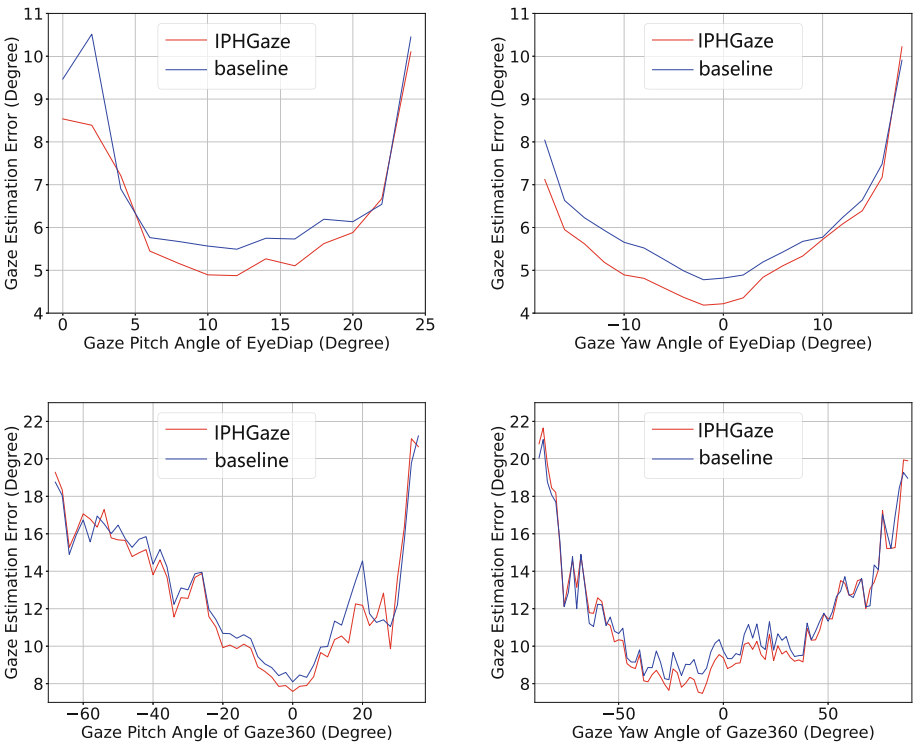 11
10
9
8
7
6
5
4
0 5 10 15 20 25
Gaze Estimation Error (Degree)
Gaze Pitch Angle of EyeDiap (Degree)
IPHGaze
baseline
11
10
9
8
7
6
5
4
−10 0 10
Gaze Estimation Error (Degree)
Gaze Yaw Angle of EyeDiap (Degree)
IPHGaze
baseline
22
20
18
16
14
12
10
8
−60 −40 −20 0 20
Gaze Estimation Error (Degree)
Gaze Pitch Angle of Gaze360 (Degree)
IPHGaze
baseline
22
20
18
16
14
12
10
8
−50 0 50
Gaze Estimation Error (Degree)
Gaze Yaw Angle of Gaze360 (Degree)
IPHGaze
baseline